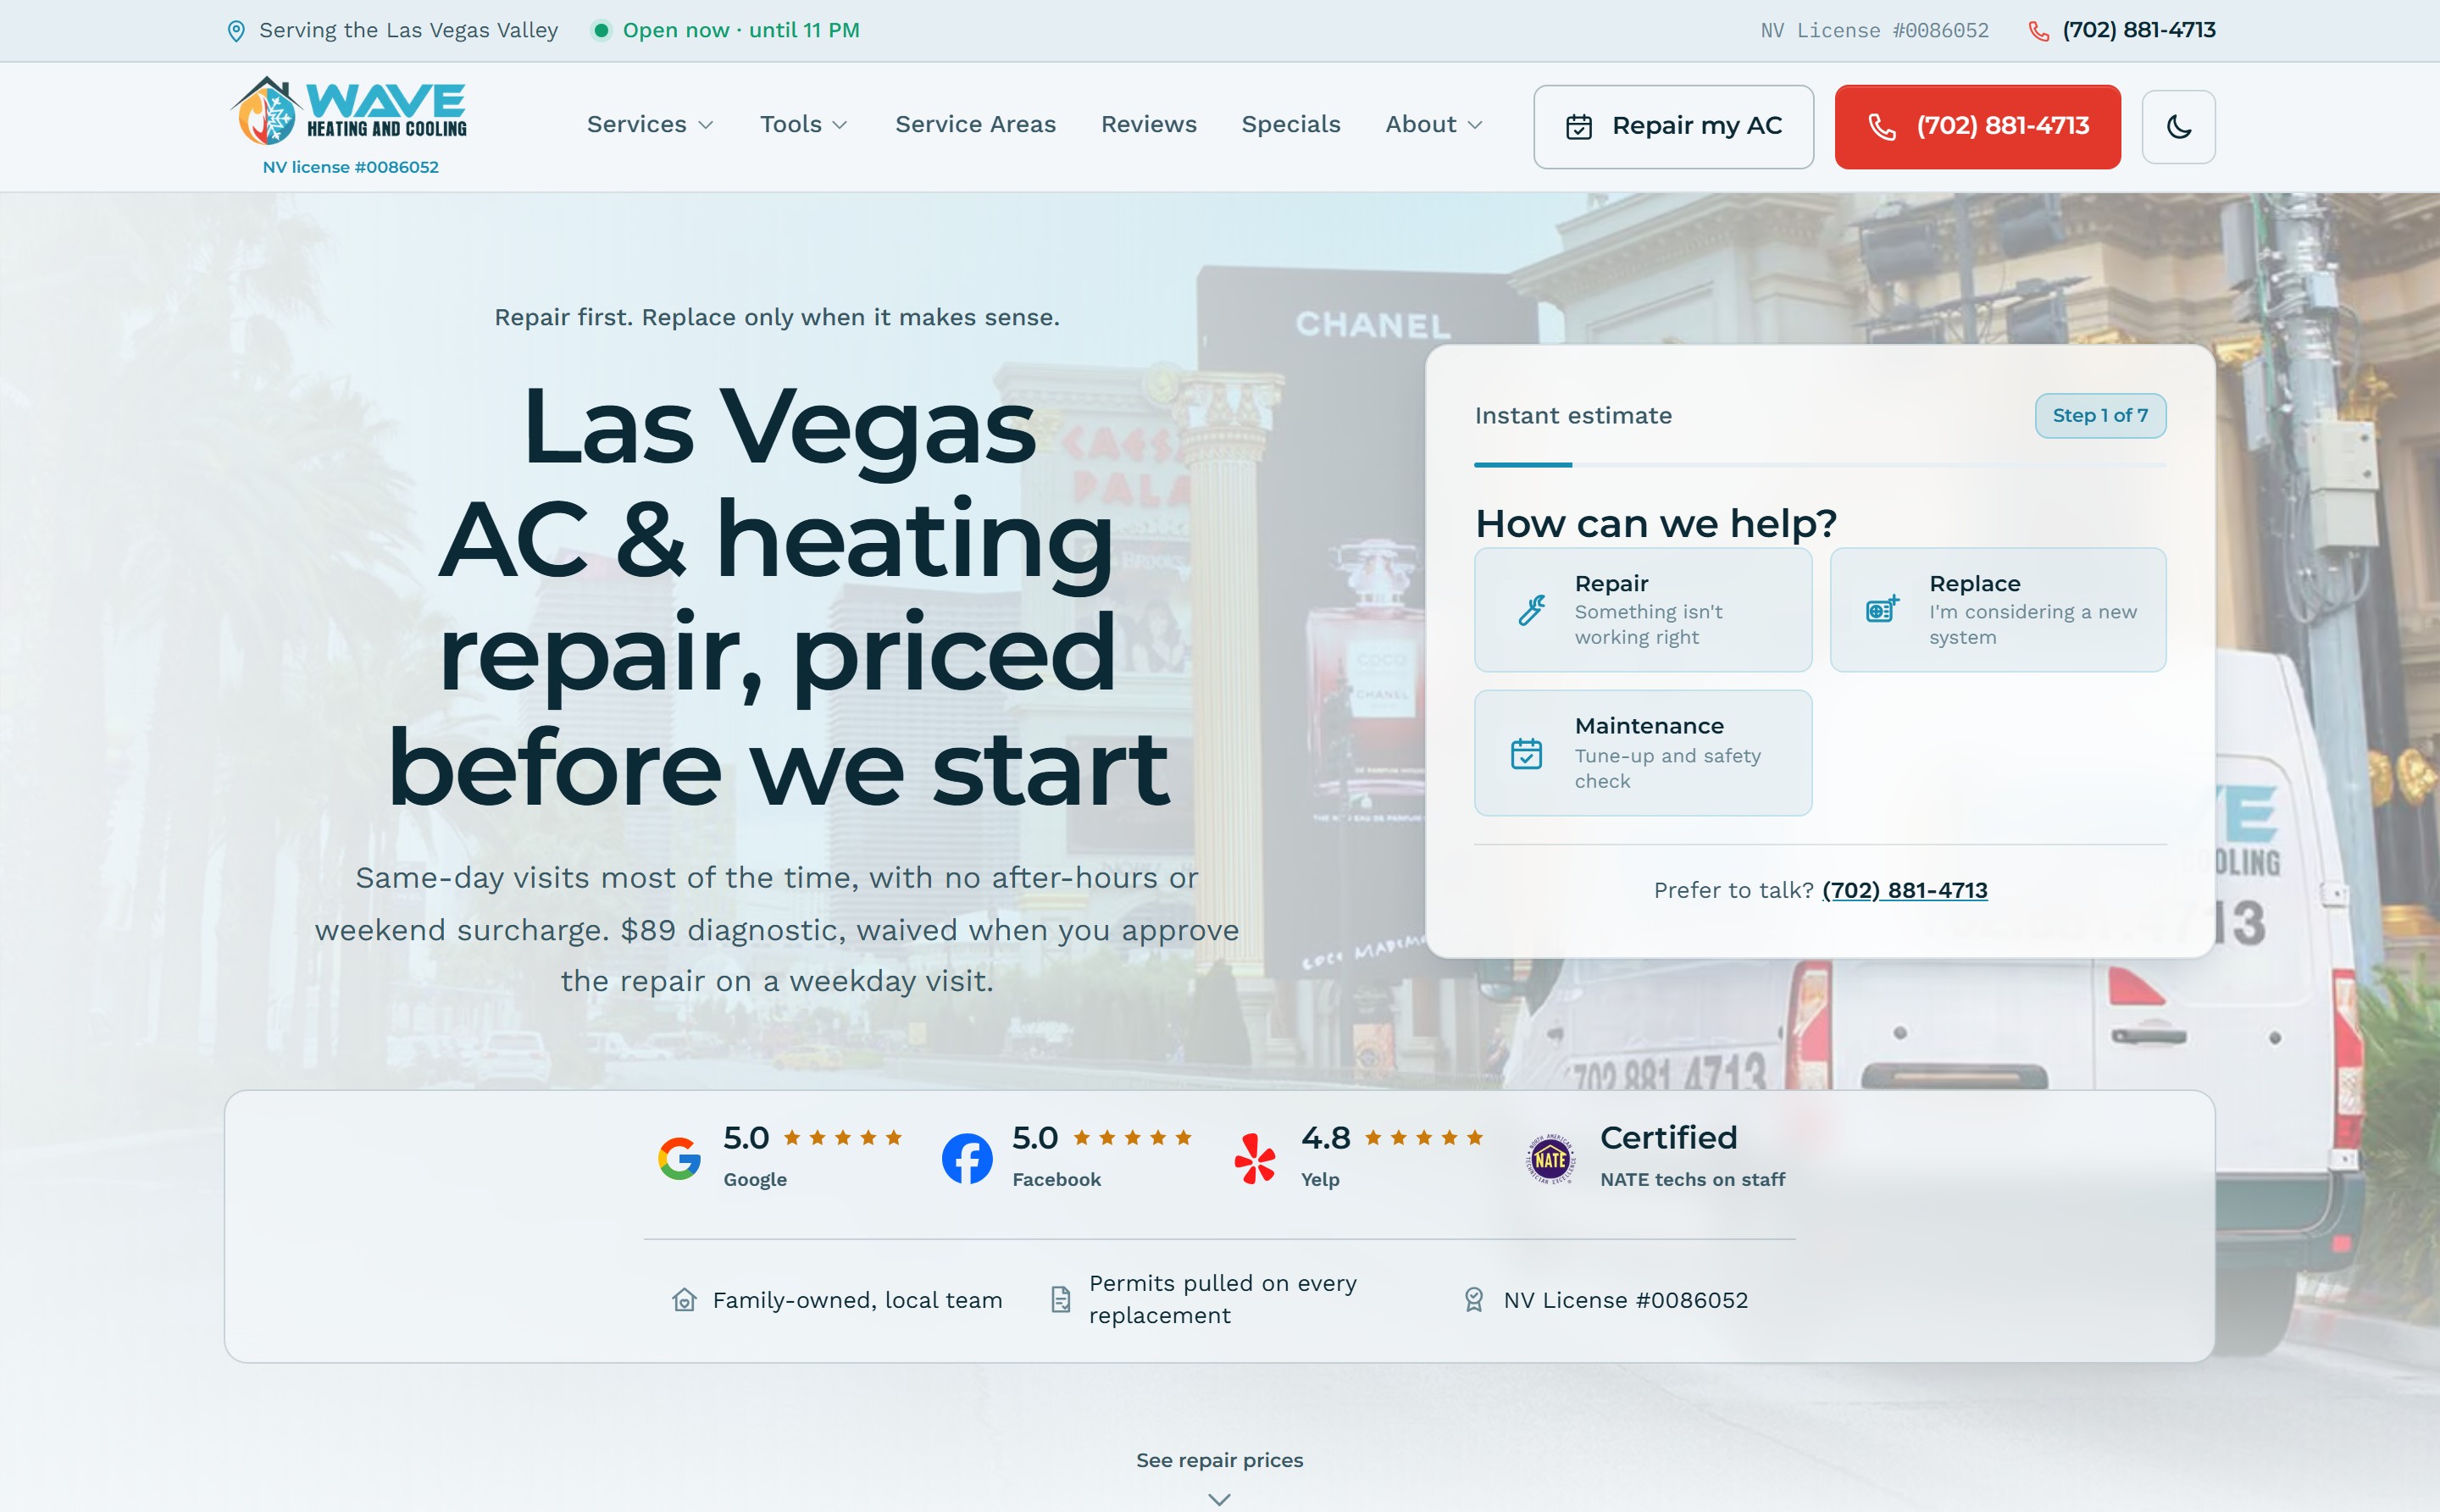 Serving the Las Vegas Valley
Open now · until 11 PM
NV License #0086052
(702) 881-4713
WAVE
HEATING AND COOLING
NV license #0086052
Services
Tools
Service Areas
Reviews
Specials
About
Repair my AC
(702) 881-4713
CHANEL
Repair first. Replace only when it makes sense.
Las Vegas
AC & heating
repair, priced
before we start
Same-day visits most of the time, with no after-hours or
weekend surcharge. $89 diagnostic, waived when you approve
the repair on a weekday visit.
COCO
CHANEL
Instant estimate
Step 1 of 7
How can we help?
Repair
Something isn't
working right
Replace
I'm considering a new
system
Maintenance
Tune-up and safety
check
Prefer to talk? (702) 881-4713
702 881 4713
5.0
Google
5.0
Facebook
4.8
Yelp
NATE
Certified
NATE techs on staff
Family-owned, local team
Permits pulled on every
replacement
NV License #0086052
See repair prices